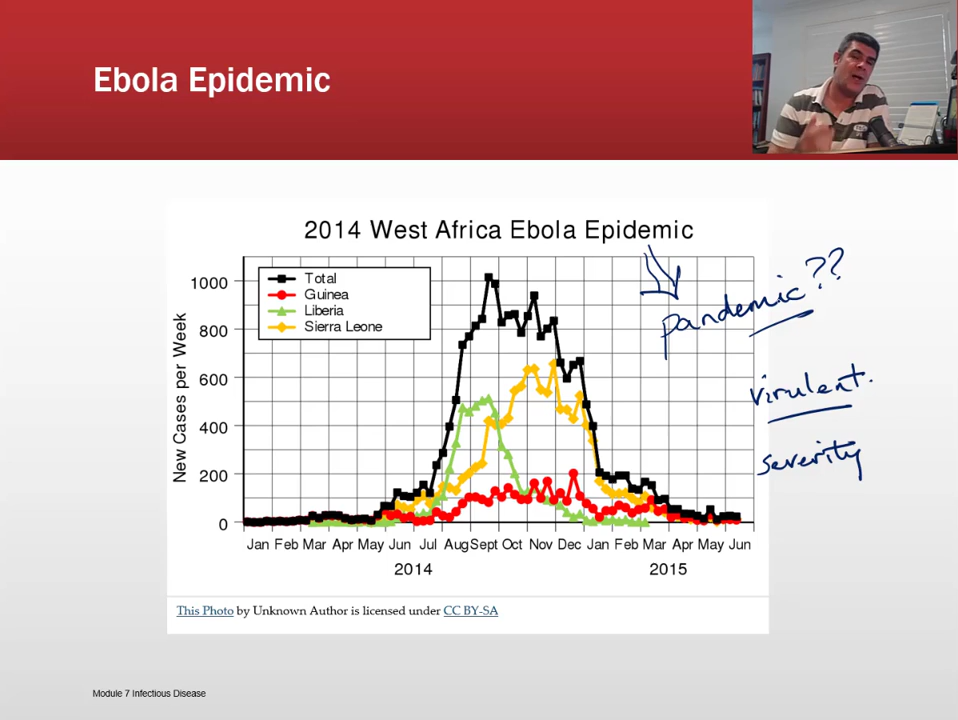 Ebola Epidemic
2014 West Africa Ebola Epidemic
New Cases per Week
1000
800
600
400
200
0
Total
Guinea
Liberia
Sierra Leone
Jan Feb Mar Apr May Jun Jul Aug Sept Oct Nov Dec Jan Feb Mar Apr May Jun
2014 2015
pandemic??
virulent.
severity
This Photo by Unknown Author is licensed under CC BY-SA
Module 7 Infectious Disease